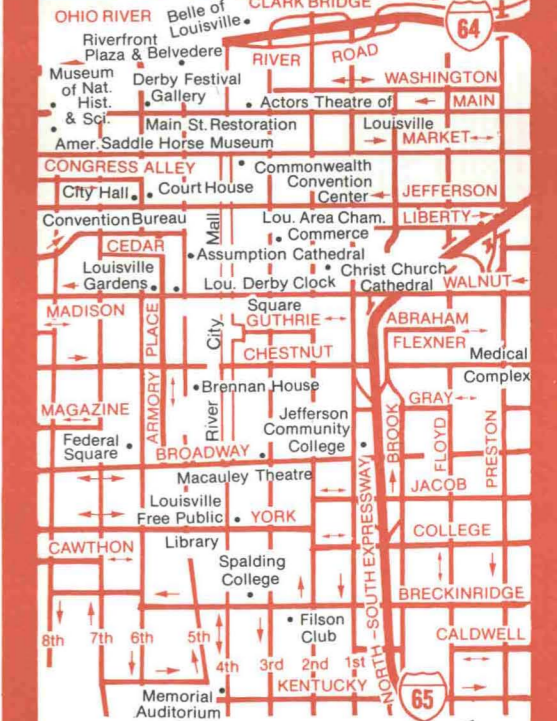 CLARK BRIDGE
Belle of
Louisville
OHIO RIVER
64
Riverfront
Plaza & Belvedere
RIVER ROAD
Museum
of Nat.
Hist.
& Sci.
Derby Festival
Gallery
WASHINGTON
Actors Theatre of
Louisville
MAIN
Main St. Restoration
MARKET
Amer. Saddle Horse Museum
CONGRESS ALLEY
Commonwealth
Convention
Center
City Hall
Court House
JEFFERSON
Convention Bureau
Mall
Lou. Area Cham.
Commerce
LIBERTY
CEDAR
Assumption Cathedral
Louisville
Gardens
Lou. Derby Clock
Square
Christ Church
Cathedral
WALNUT
MADISON
ARMORY PLACE
River City
GUTHRIE
ABRAHAM
FLEXNER
CHESTNUT
Medical
Complex
Brennan House
MAGAZINE
Jefferson
Community
College
GRAY
BROOK
FLOYD
PRESTON
Federal
Square
BROADWAY
Macauley Theatre
JACOB
Louisville
Free Public
Library
YORK
NORTH-SOUTH EXPRESSWAY
COLLEGE
CAWTHON
Spalding
College
BRECKINRIDGE
Filson
Club
CALDWELL
8th
7th
6th
5th
4th
3rd
2nd
1st
KENTUCKY
65
Memorial
Auditorium